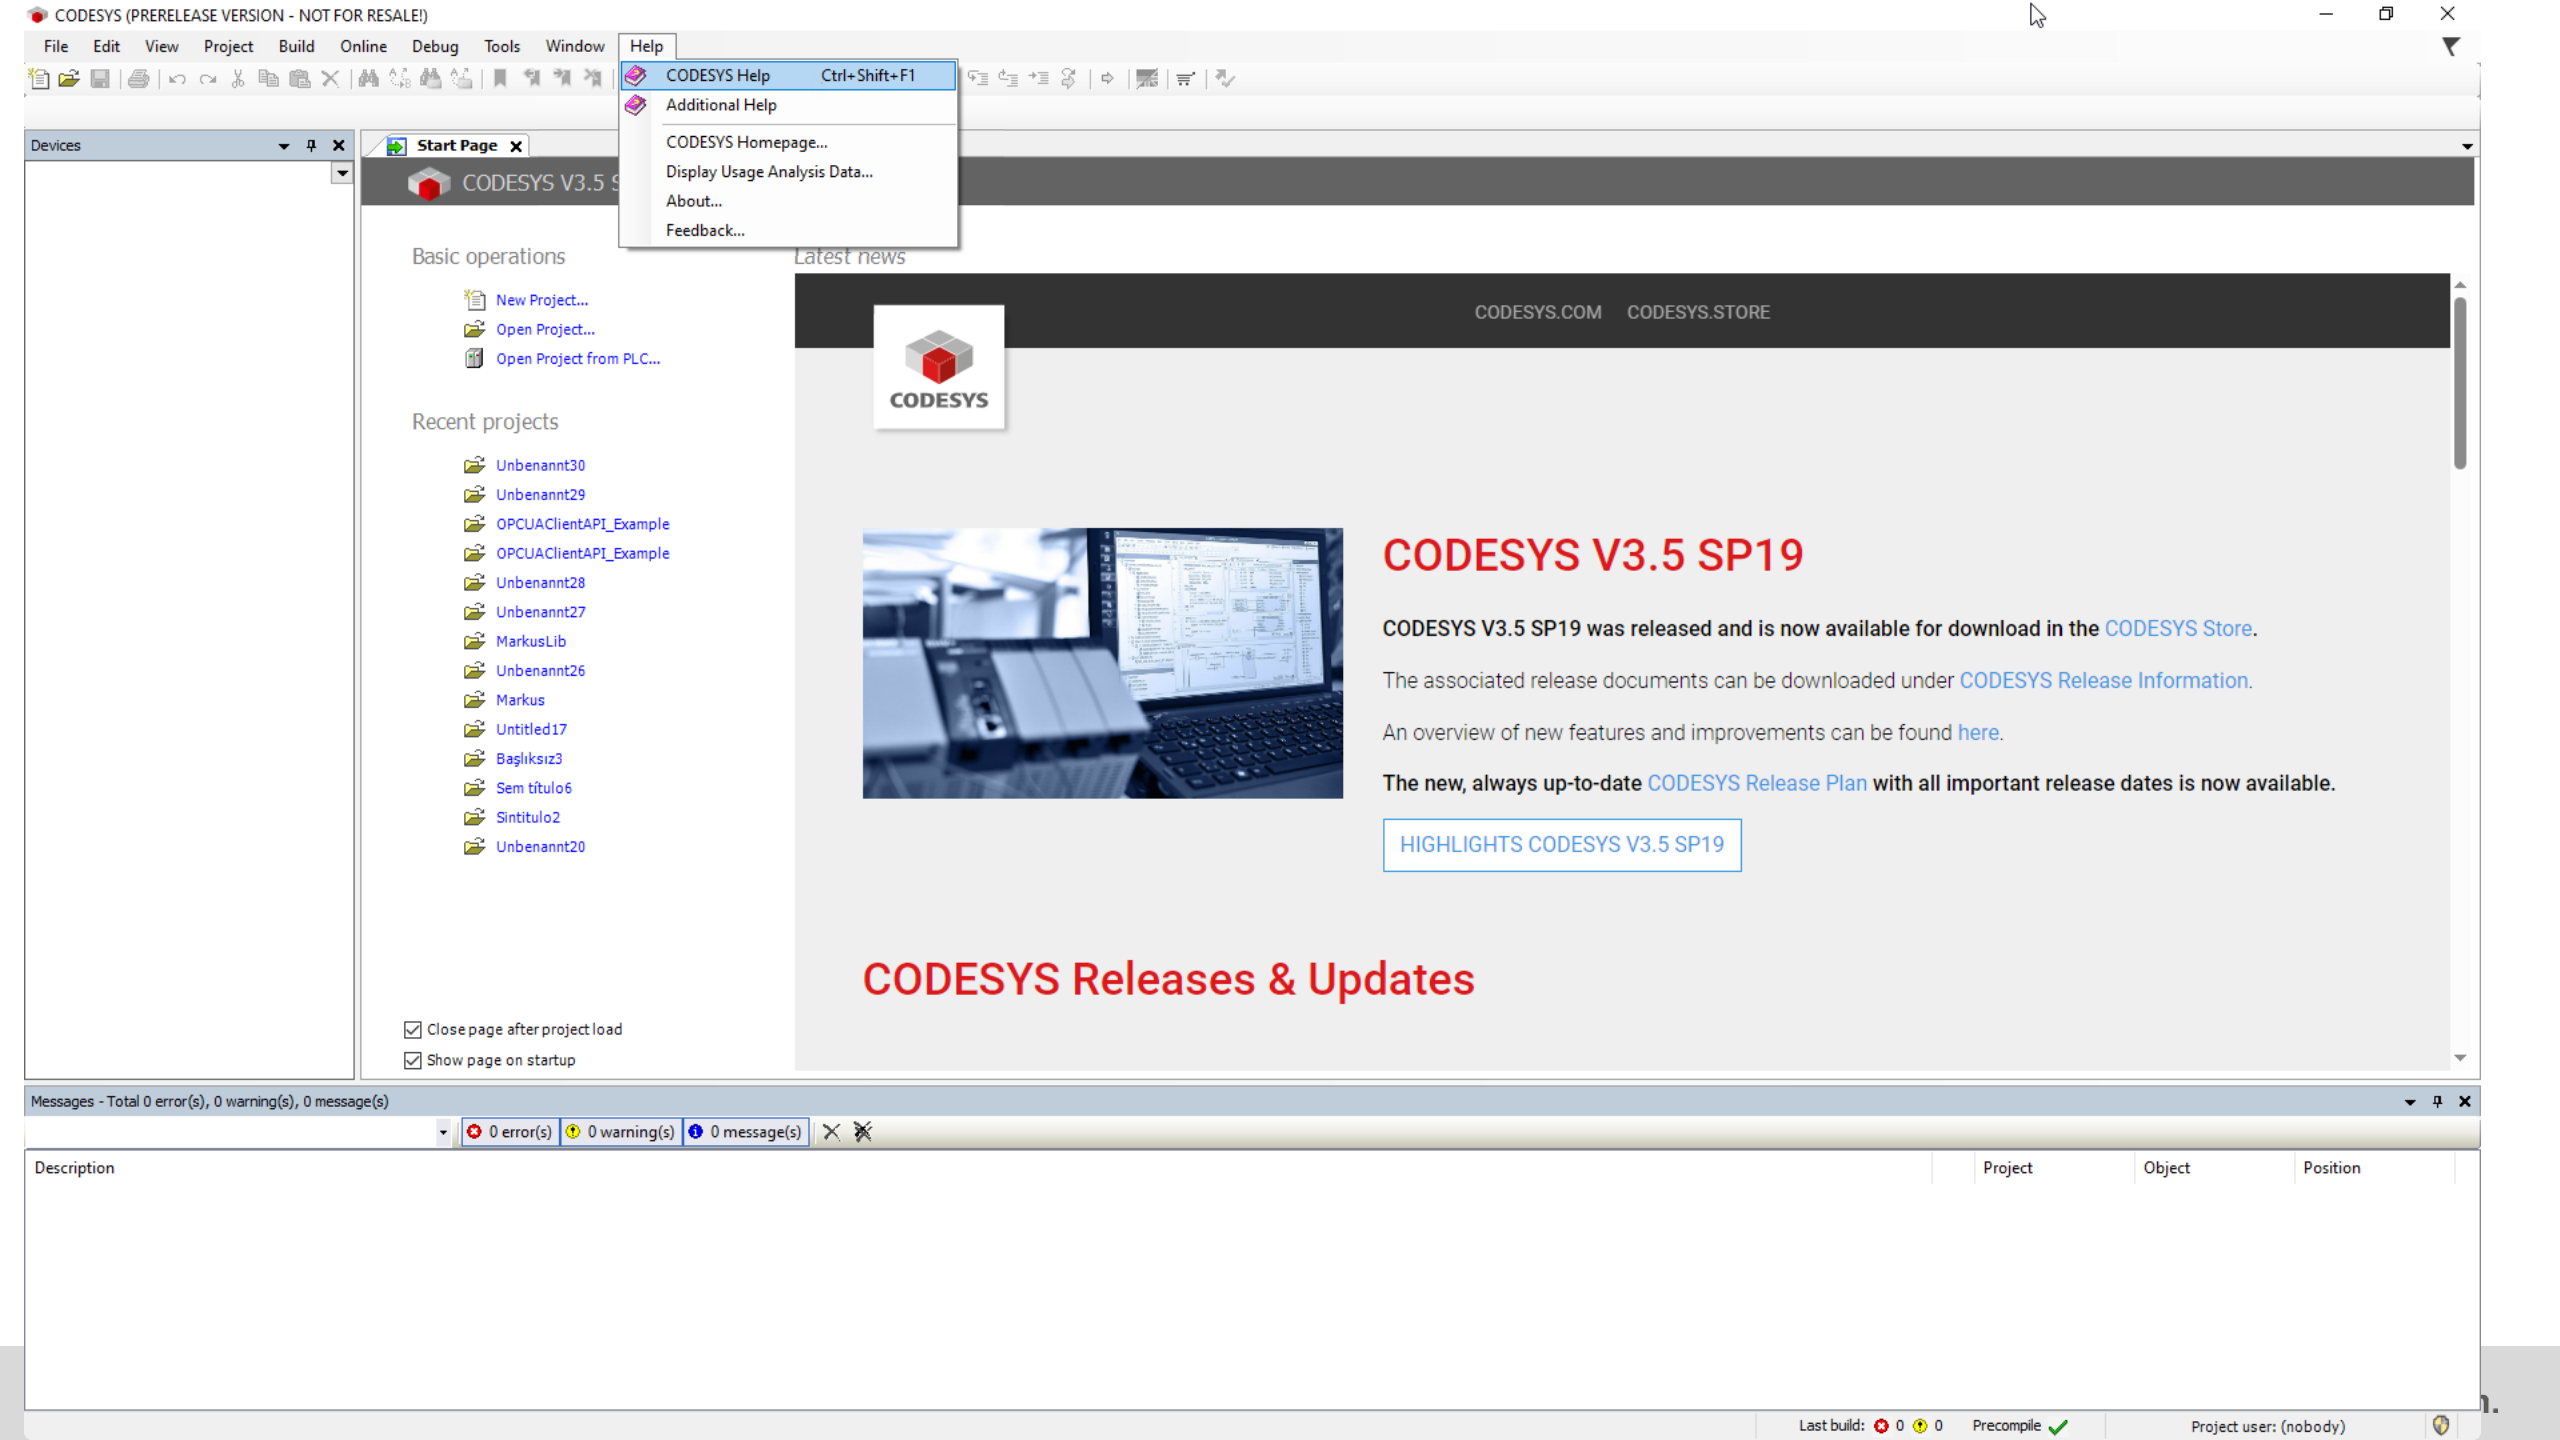 CODESYS (PRERELEASE VERSION - NOT FOR RESALE!)
File Edit View Project Build Online Debug Tools Window Help
CODESYS Help Ctrl+Shift+F1
Additional Help
CODESYS Homepage...
Display Usage Analysis Data...
About...
Feedback...
Devices
Start Page
CODESYS V3.5
Basic operations
New Project...
Open Project...
Open Project from PLC...
Recent projects
Unbenannt30
Unbenannt29
OPCUAClientAPI_Example
OPCUAClientAPI_Example
Unbenannt28
Unbenannt27
MarkusLib
Unbenannt26
Markus
Untitled17
Başlıksız3
Sem título6
Sintitulo2
Unbenannt20
Close page after project load
Show page on startup
Latest news
CODESYS.COM CODESYS.STORE
CODESYS
CODESYS V3.5 SP19
CODESYS V3.5 SP19 was released and is now available for download in the CODESYS Store.
The associated release documents can be downloaded under CODESYS Release Information.
An overview of new features and improvements can be found here.
The new, always up-to-date CODESYS Release Plan with all important release dates is now available.
HIGHLIGHTS CODESYS V3.5 SP19
CODESYS Releases & Updates
Messages - Total 0 error(s), 0 warning(s), 0 message(s)
0 error(s) 0 warning(s) 0 message(s)
Description Project Object Position
Last build: 0 0 Precompile Project user: (nobody)